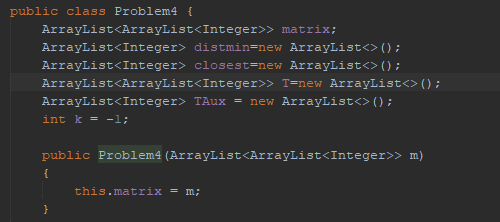 public class Problem4 {
ArrayList<ArrayList<Integer>> matrix;
ArrayList<Integer> distmin=new ArrayList<>();
ArrayList<Integer> closest=new ArrayList<>();
ArrayList<ArrayList<Integer>> T=new ArrayList<>();
ArrayList<Integer> TAux = new ArrayList<>();
int k = -1;
public Problem4(ArrayList<ArrayList<Integer>> m)
{
this.matrix = m;
}